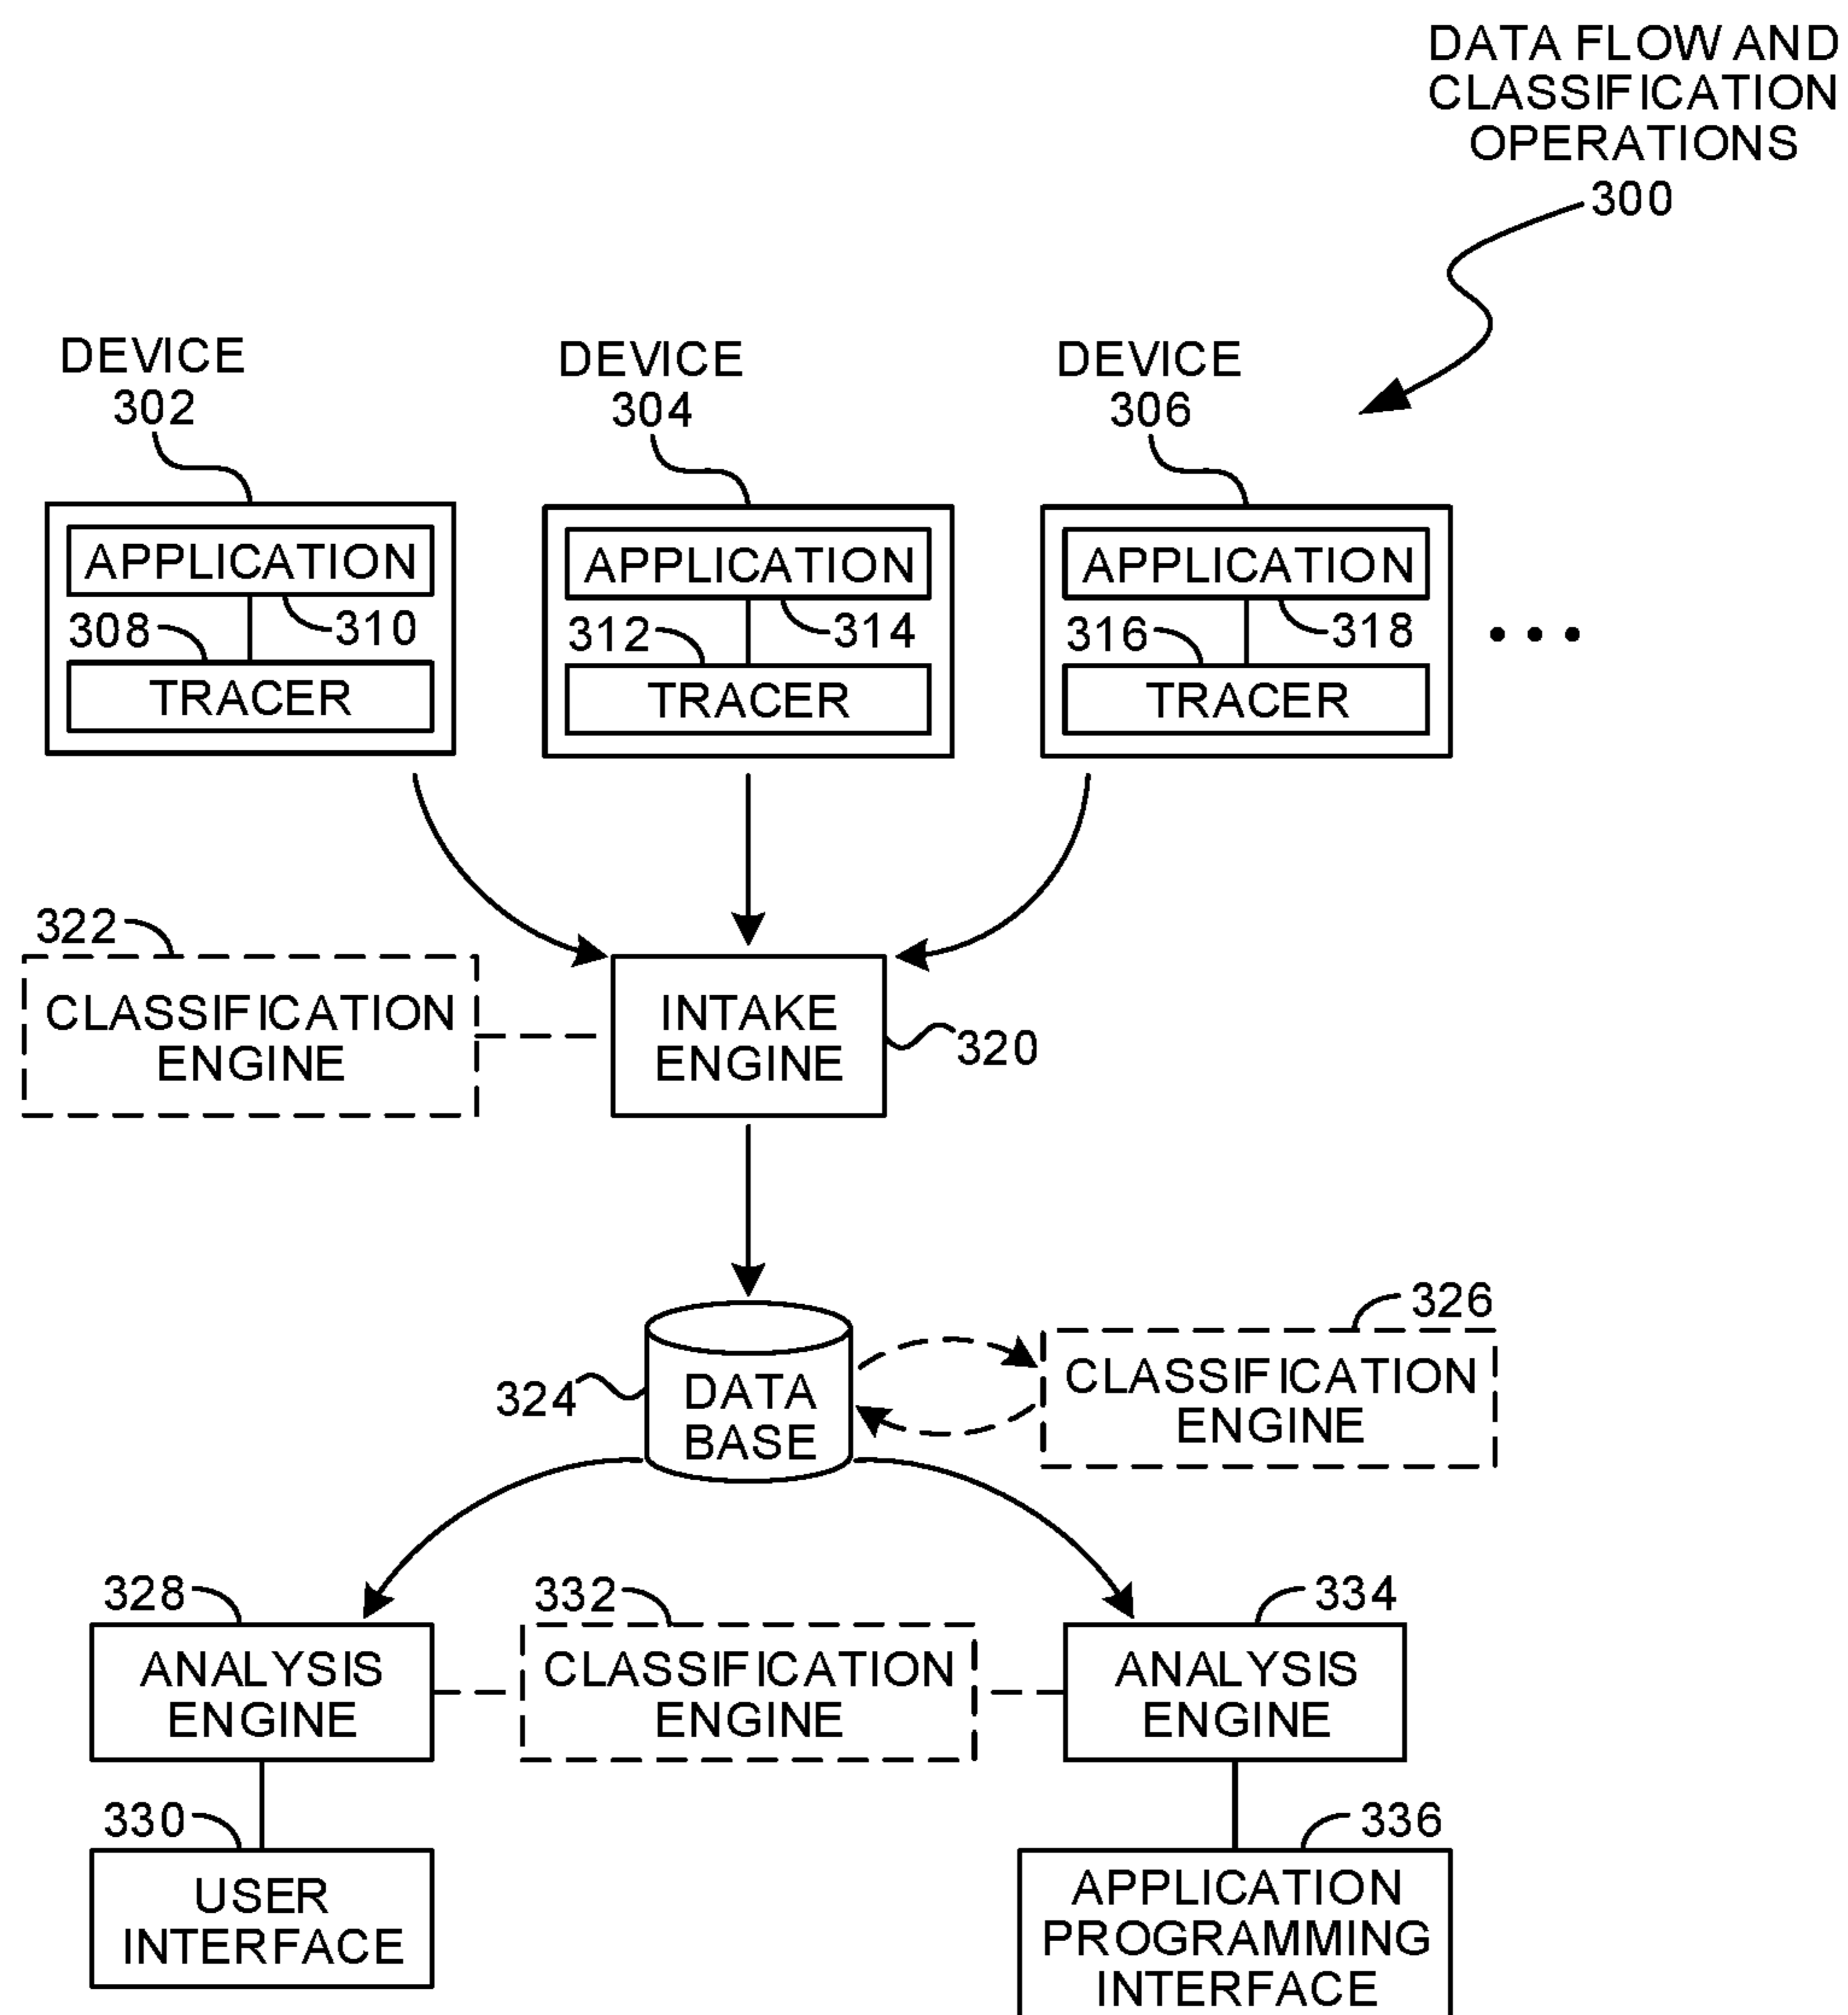 DATA FLOW AND
CLASSIFICATION
OPERATIONS
300
DEVICE
302
DEVICE
304
DEVICE
306
APPLICATION
308
310
TRACER
APPLICATION
312
314
TRACER
APPLICATION
316
318
TRACER
322
CLASSIFICATION
ENGINE
INTAKE
ENGINE
320
324
DATA
BASE
326
CLASSIFICATION
ENGINE
328
ANALYSIS
ENGINE
332
CLASSIFICATION
ENGINE
334
ANALYSIS
ENGINE
330
USER
INTERFACE
336
APPLICATION
PROGRAMMING
INTERFACE